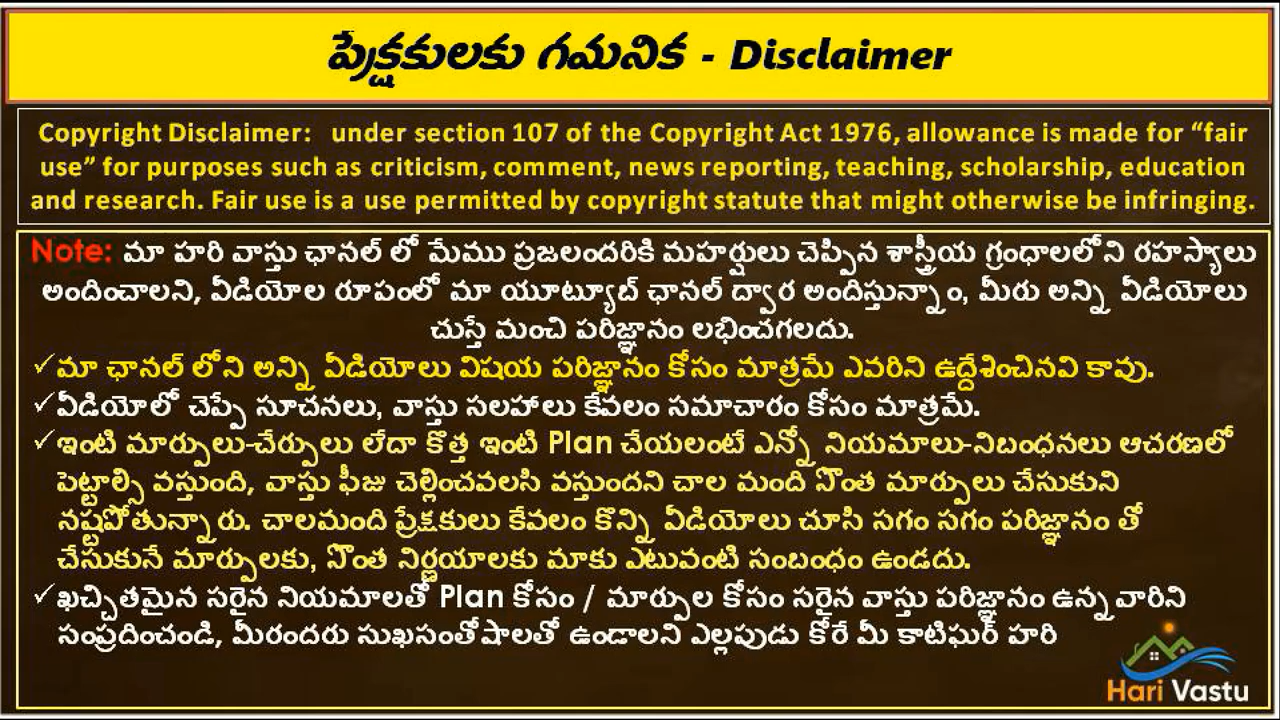 ప్రేక్షకులకు గమనిక - Disclaimer
Copyright Disclaimer: under section 107 of the Copyright Act 1976, allowance is made for “fair
use” for purposes such as criticism, comment, news reporting, teaching, scholarship, education
and research. Fair use is a use permitted by copyright statute that might otherwise be infringing.
Note: మా హరి వాస్తు ఛానల్ లో మేము ప్రజలందరికి మహర్షులు చెప్పిన శాస్త్రీయ గ్రంధాలలోని రహస్యాలు
అందించాలని, వీడియోల రూపంలో మా యూట్యూబ్ ఛానల్ ద్వార అందిస్తున్నాం, మీరు అన్ని వీడియోలు
చుస్తే మంచి పరిజ్ఞానం లభించగలదు.
✓మా ఛానల్ లోని అన్ని వీడియోలు విషయ పరిజ్ఞానం కోసం మాత్రమే ఎవరిని ఉద్దేశించినవి కావు.
✓వీడియోలో చెప్పే సూచనలు, వాస్తు సలహాలు కేవలం సమాచారం కోసం మాత్రమే.
✓ఇంటి మార్పులు-చేర్పులు లేదా కొత్త ఇంటి Plan చేయలంటే ఎన్నో నియమాలు-నిబంధనలు ఆచరణలో
పెట్టాల్సి వస్తుంది, వాస్తు ఫీజు చెల్లించవలసి వస్తుందని చాల మంది సొంత మార్పులు చేసుకుని
నష్టపోతున్నారు. చాలమంది ప్రేక్షకులు కేవలం కొన్ని వీడియోలు చూసి సగం సగం పరిజ్ఞానం తో
చేసుకునే మార్పులకు, సొంత నిర్ణయాలకు మాకు ఎటువంటి సంబంధం ఉండదు.
✓ఖచ్చితమైన సరైన నియమాలతో Plan కోసం / మార్పుల కోసం సరైన వాస్తు పరిజ్ఞానం ఉన్నవారిని
సంప్రదించండి, మీరందరు సుఖసంతోషాలతో ఉండాలని ఎల్లపుడు కోరే మీ కాటిఘర్ హరి
Hari Vastu